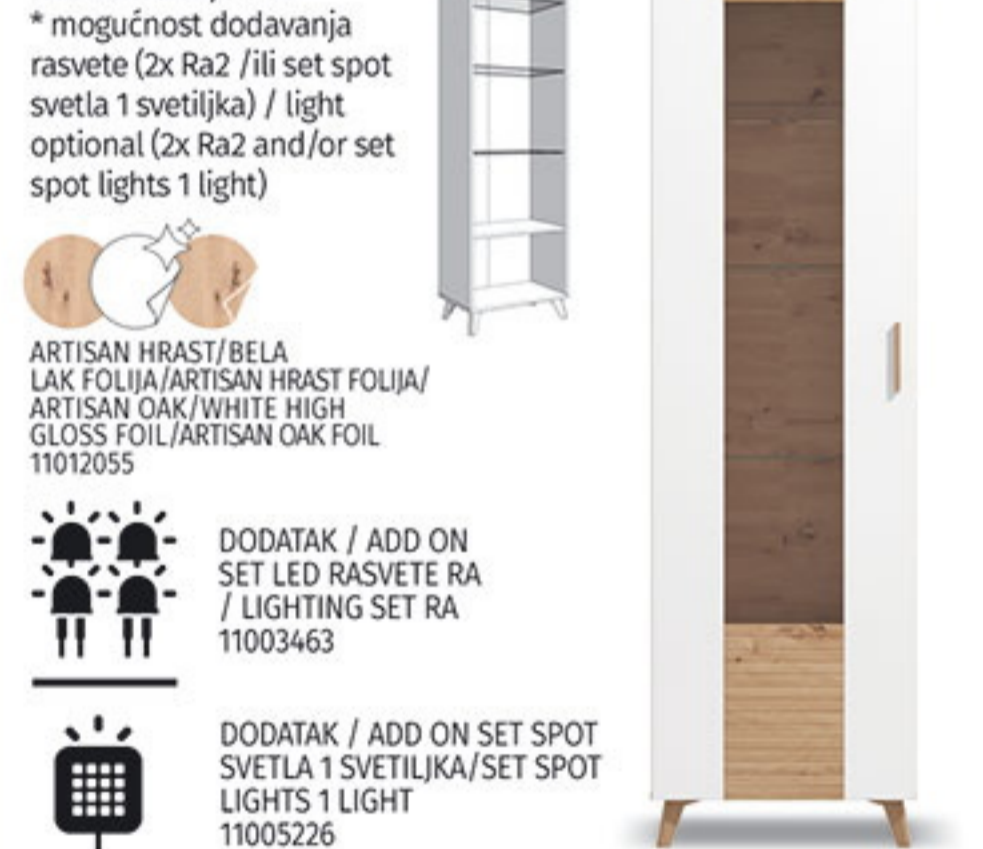 * mogućnost dodavanja
rasvete (2x Ra2 /ili set spot
svetla 1 svetiljka) / light
optional (2x Ra2 and/or set
spot lights 1 light)
ARTISAN HRAST/BELA
LAK FOLIJA/ARTISAN HRAST FOLIJA/
ARTISAN OAK/WHITE HIGH
GLOSS FOIL/ARTISAN OAK FOIL
11012055
DODATAK / ADD ON
SET LED RASVETE RA
/ LIGHTING SET RA
11003463
DODATAK / ADD ON SET SPOT
SVETLA 1 SVETILJKA/SET SPOT
LIGHTS 1 LIGHT
11005226